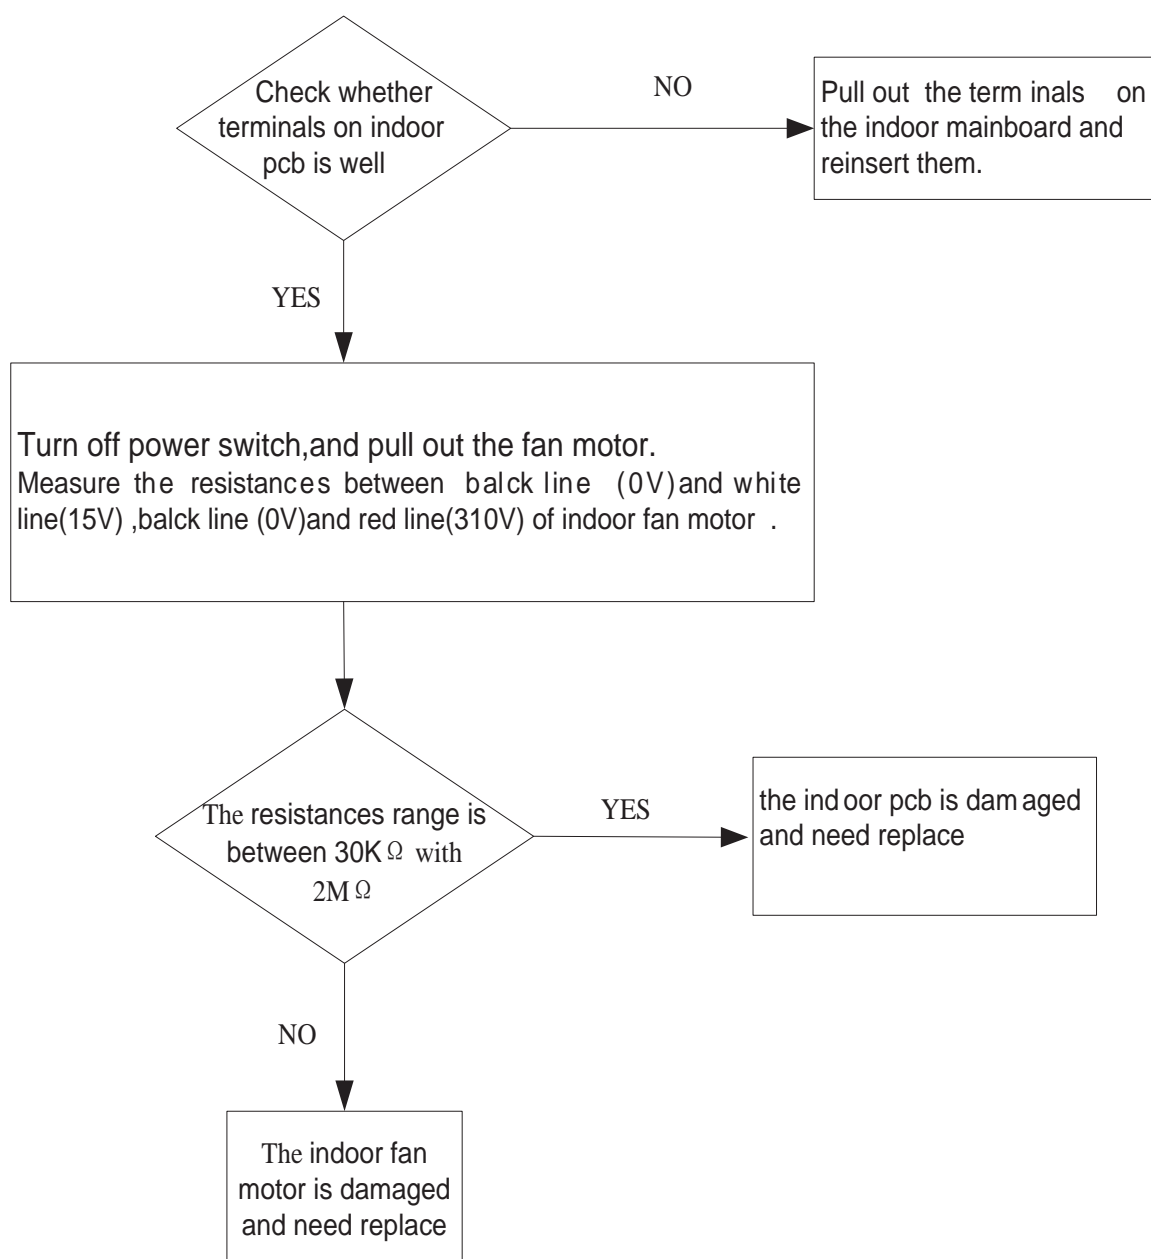 Check whether
terminals on indoor
pcb is well
NO
Pull out the term inals on
the indoor mainboard and
reinsert them.
YES
Turn off power switch,and pull out the fan motor.
Measure the resistances between balck line (0V)and white
line(15V) ,balck line (0V)and red line(310V) of indoor fan motor .
The resistances range is
between 30K Ω with
2M Ω
YES
the ind oor pcb is dam aged
and need replace
NO
The indoor fan
motor is damaged
and need replace